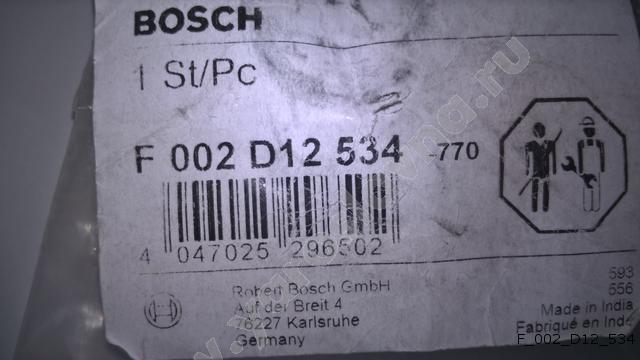 BOSCH
1 St/Pc
F 002 D12 534 -770
4 047025 296502
Robert Bosch GmbH
Auf der Breit 4
76227 Karlsruhe
Germany
593
556
Made in India
Fabriqué en Inde
F_002_D12_534